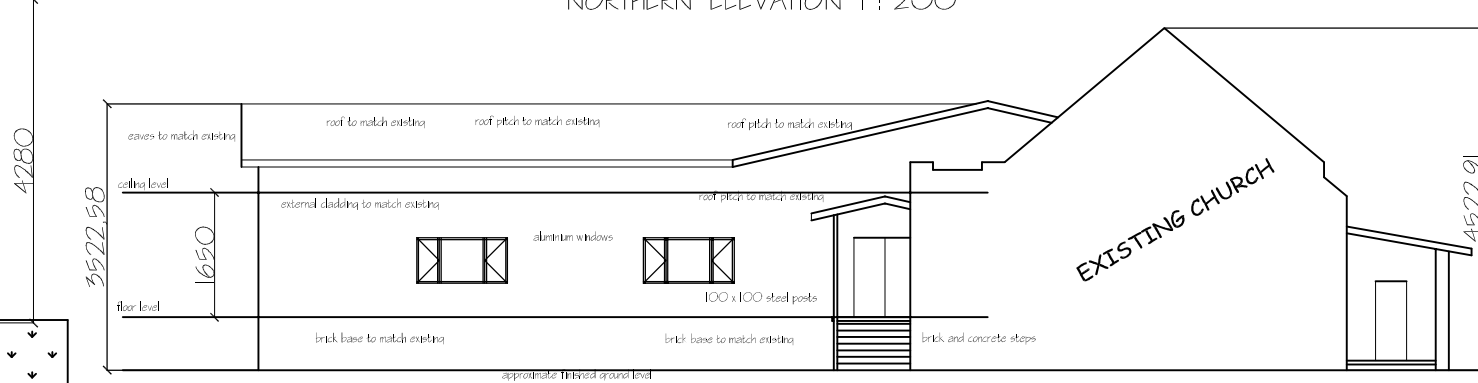 NORTHERN ELEVATION 1 : 200
roof to match existing
roof pitch to match existing
roof pitch to match existing
eaves to match existing
4280
ceiling level
3522,58
external cladding to match existing
roof pitch to match existing
EXISTING CHURCH
4522,91
1650
aluminium windows
floor level
100 x 100 steel posts
brick base to match existing
brick base to match existing
brick and concrete steps
approximate finished ground level